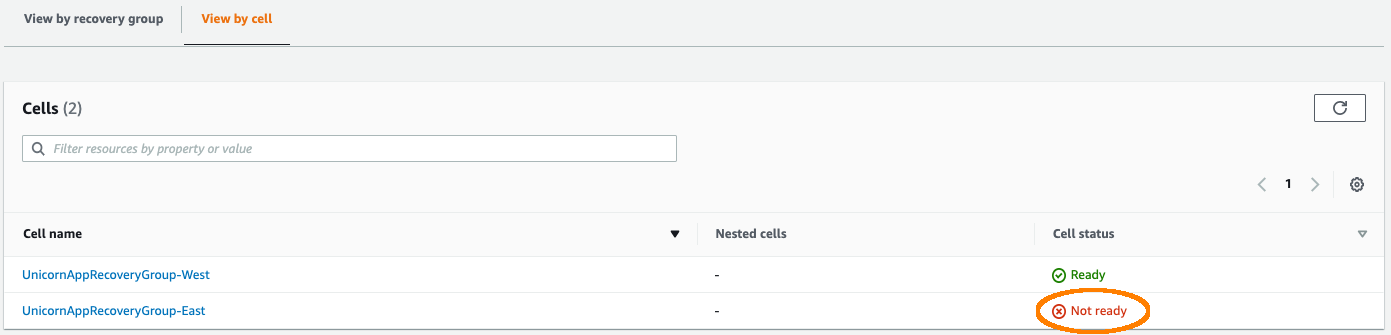 View by recovery group View by cell
Cells (2)
Filter resources by property or value
1
Cell name Nested cells Cell status
UnicornAppRecoveryGroup-West - Ready
UnicornAppRecoveryGroup-East - Not ready